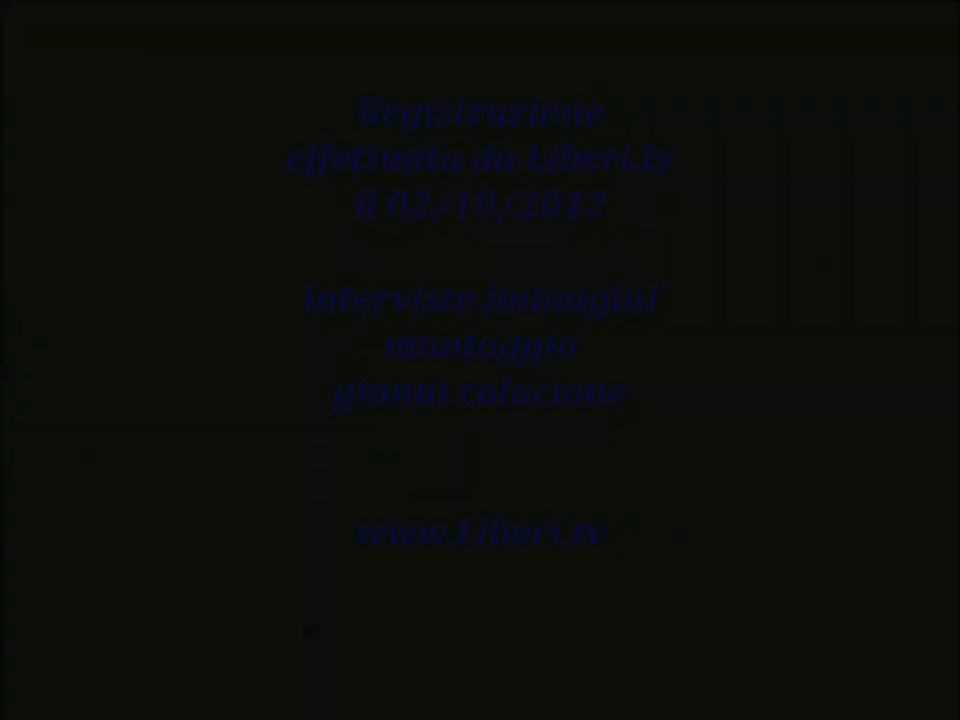 Registrazione
effettuata da Liberi.tv
il 02/10/2012
interviste immagini
montaggio
gianni colacione
www.Liberi.tv